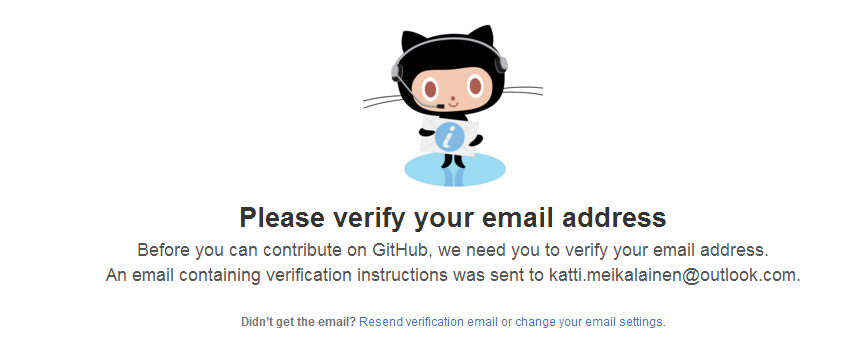 Please verify your email address
Before you can contribute on GitHub, we need you to verify your email address.
An email containing verification instructions was sent to katti.meikalainen@outlook.com.
Didn't get the email? Resend verification email or change your email settings.